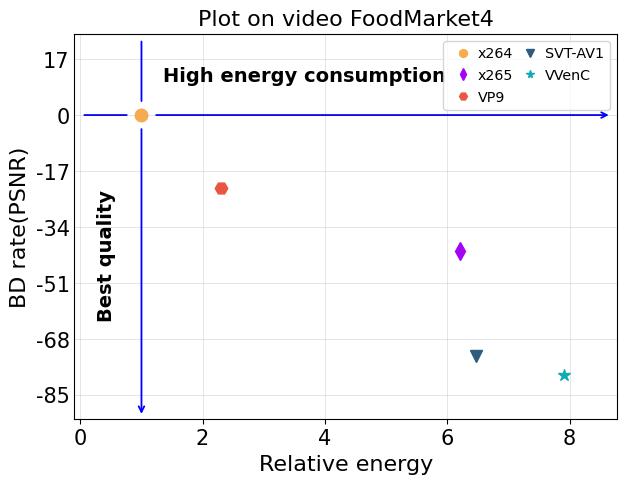 Plot on video FoodMarket4
x264
x265
VP9
SVT-AV1
VVenC
High energy consumption
Best quality
BD rate(PSNR)
17
0
-17
-34
-51
-68
-85
0 2 4 6 8
Relative energy